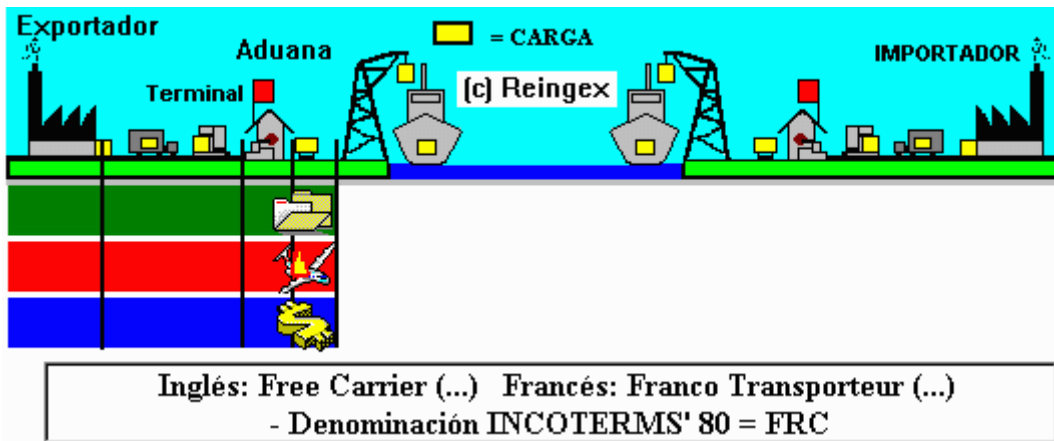 Exportador
Aduana
= CARGA
IMPORTADOR
Terminal
(c) Reingex
Inglés: Free Carrier (...) Francés: Franco Transporteur (...)
- Denominación INCOTERMS' 80 = FRC